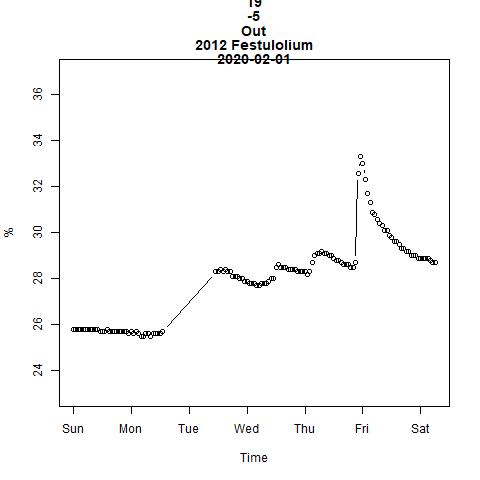 19
-5
Out
2012 Festulolium
2020-02-01
36
34
32
30
28
26
24
%
Sun Mon Tue Wed Thu Fri Sat
Time